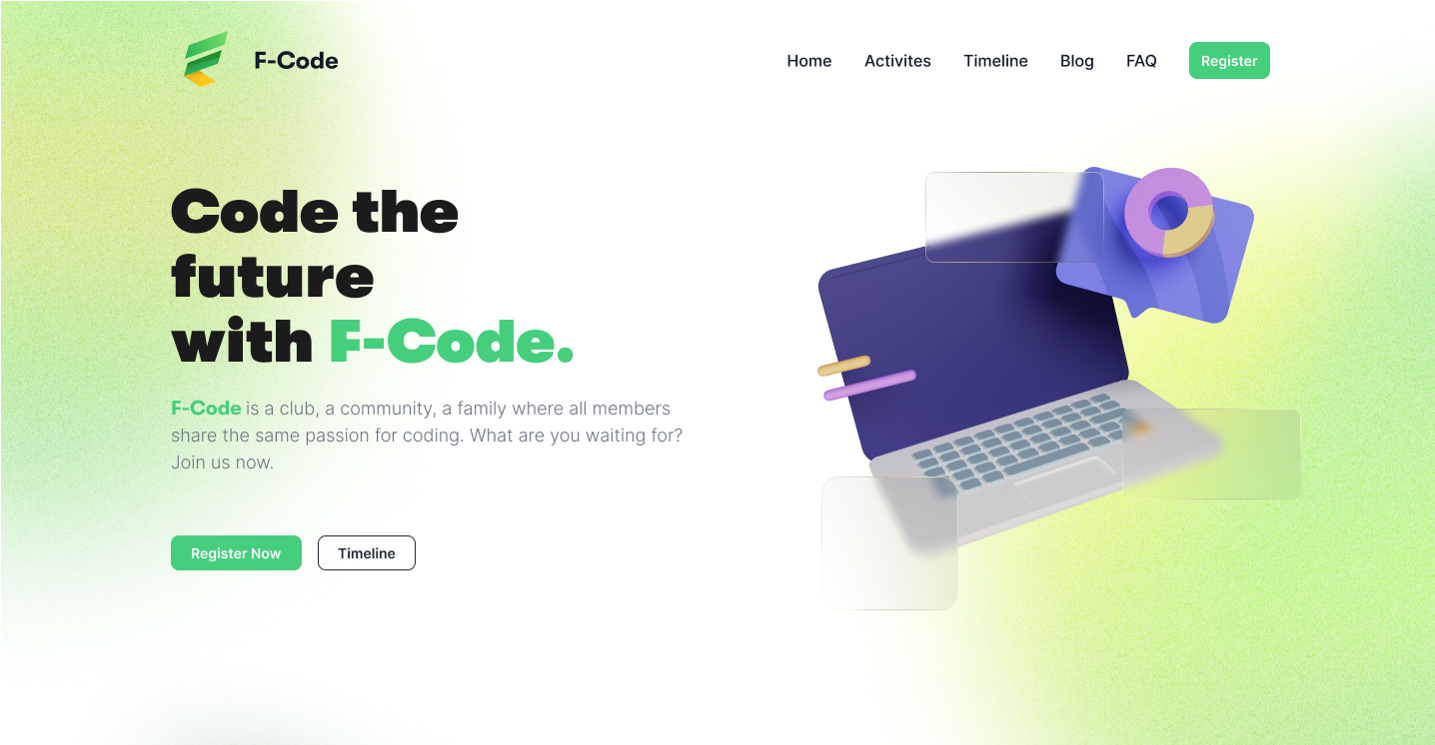 F-Code
Home
Activites
Timeline
Blog
FAQ
Register
Code the
future
with F-Code.
F-Code is a club, a community, a family where all members
share the same passion for coding. What are you waiting for?
Join us now.
Register Now
Timeline